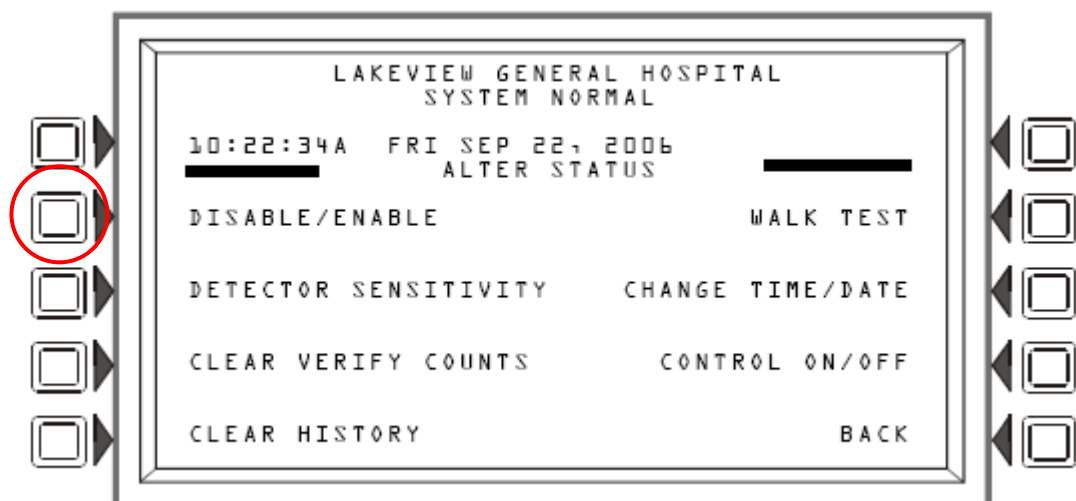 LAKEVIEW GENERAL HOSPITAL
SYSTEM NORMAL
10:22:34A FRI SEP 22, 2006
ALTER STATUS
DISABLE/ENABLE WALK TEST
DETECTOR SENSITIVITY CHANGE TIME/DATE
CLEAR VERIFY COUNTS CONTROL ON/OFF
CLEAR HISTORY BACK